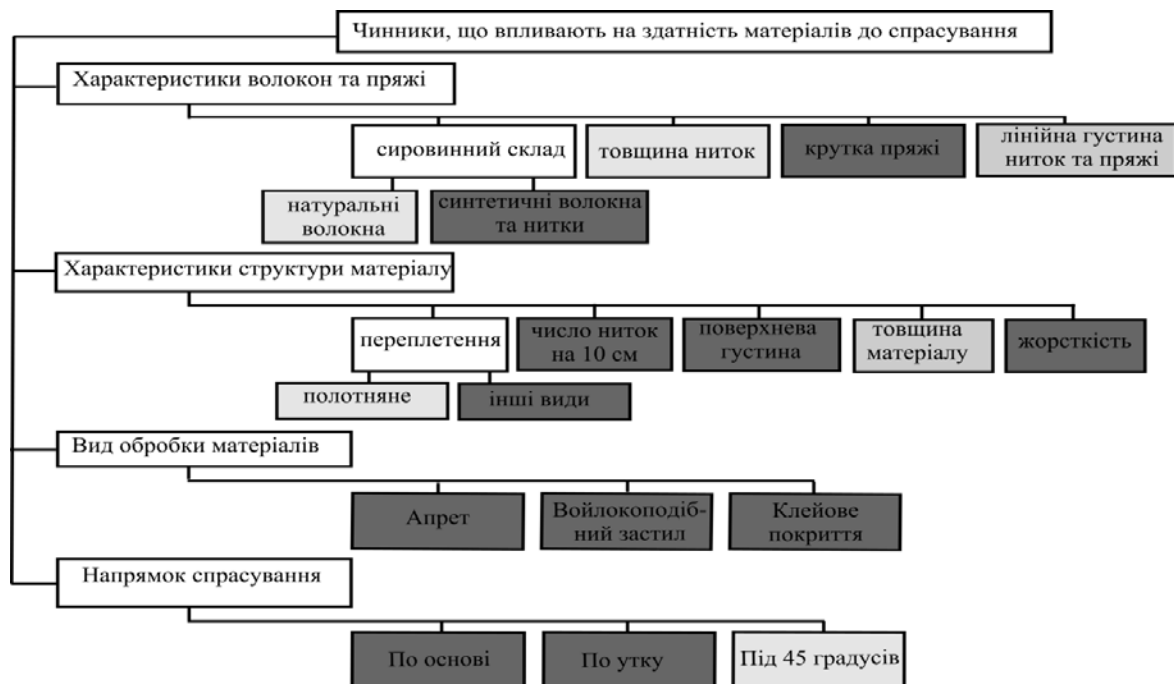 Чинники, що впливають на здатність матеріалів до спрасування
Характеристики волокон та пряжі
сировинний склад
товщина ниток
крутка пряжі
лінійна густина
ниток та пряжі
натуральні
волокна
синтетичні волокна
та нитки
Характеристики структури матеріалу
переплетення
число ниток
на 10 см
поверхнева
густина
товщина
матеріалу
жорсткість
полотняне
інші види
Вид обробки матеріалів
Апрет
Войлокоподіб-
ний застил
Клейове
покриття
Напрямок спрасування
По основі
По утку
Під 45 градусів